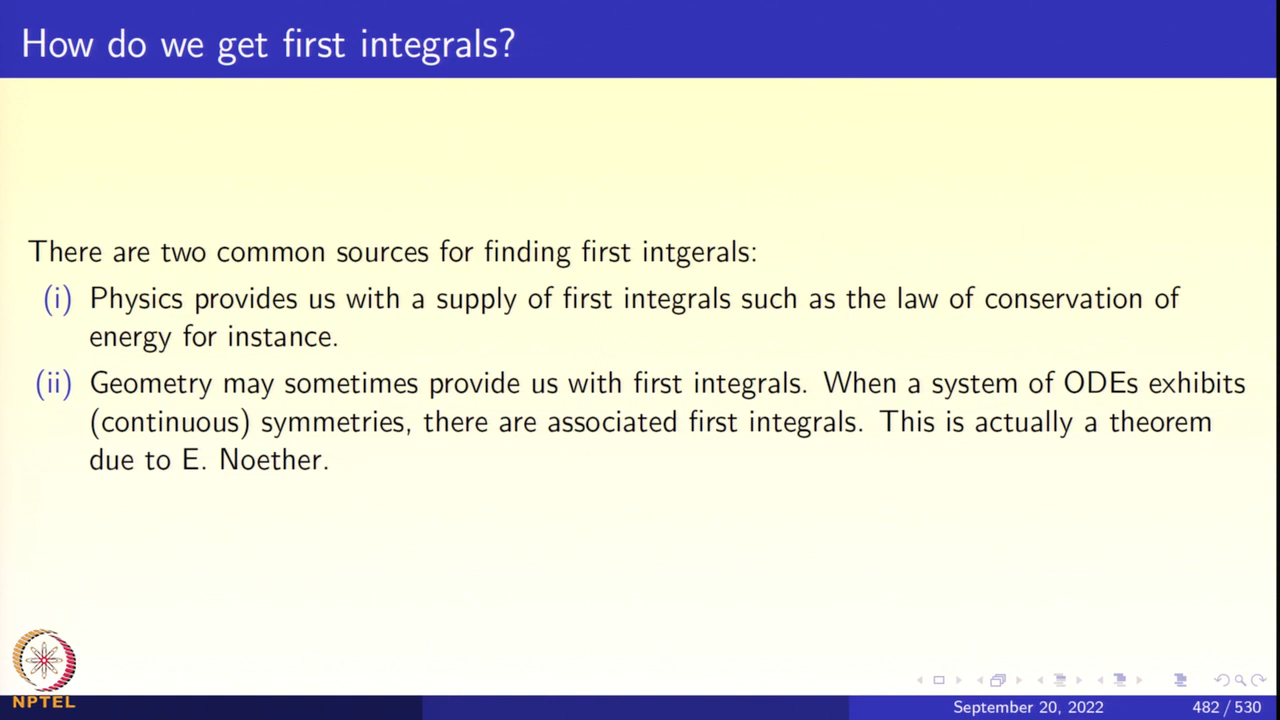 How do we get first integrals?
There are two common sources for finding first intgerals:
(i) Physics provides us with a supply of first integrals such as the law of conservation of
energy for instance.
(ii) Geometry may sometimes provide us with first integrals. When a system of ODEs exhibits
(continuous) symmetries, there are associated first integrals. This is actually a theorem
due to E. Noether.
NPTEL
September 20, 2022 482 / 530